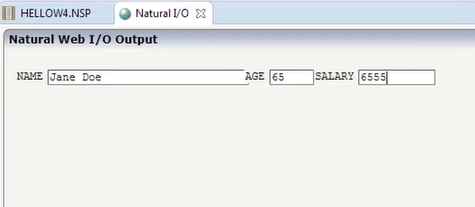 HELLOW4.NSP Natural I/O
Natural Web I/O Output
NAME Jane Doe AGE 65 SALARY 6555